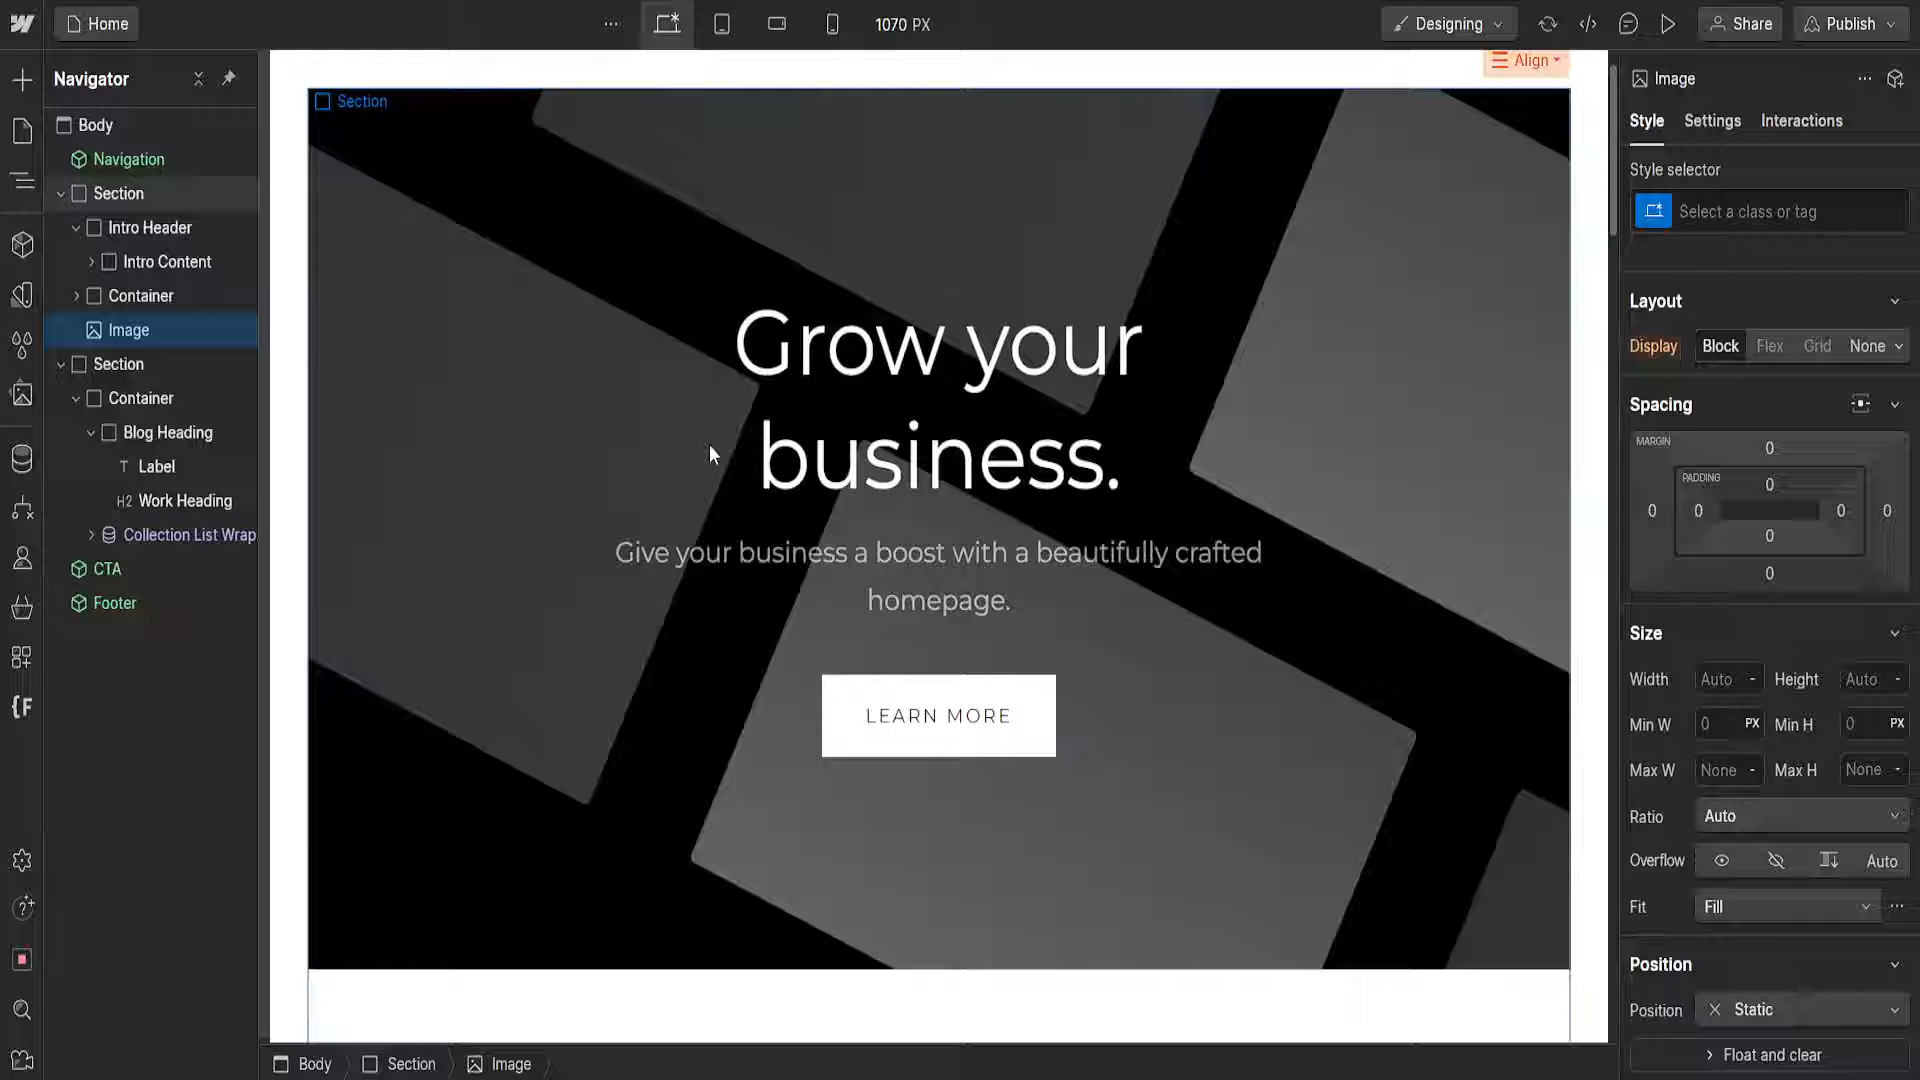 Home
1070 PX
Designing
Share
Publish
Navigator
Body
Navigation
Section
Intro Header
Intro Content
Container
Image
Section
Container
Blog Heading
T Label
H2 Work Heading
Collection List Wrap
CTA
Footer
{F
Align
Section
Grow your
business.
Give your business a boost with a beautifully crafted
homepage.
LEARN MORE
Body
Section
Image
Image
Style Settings Interactions
Style selector
Select a class or tag
Layout
Display Block Flex Grid None
Spacing
MARGIN
0
PADDING
0
0 0 0 0
0
0
Size
Width Auto - Height Auto -
Min W 0 PX Min H 0 PX
Max W None - Max H None -
Ratio Auto
Overflow Auto
Fit Fill
Position
Position Static
Float and clear